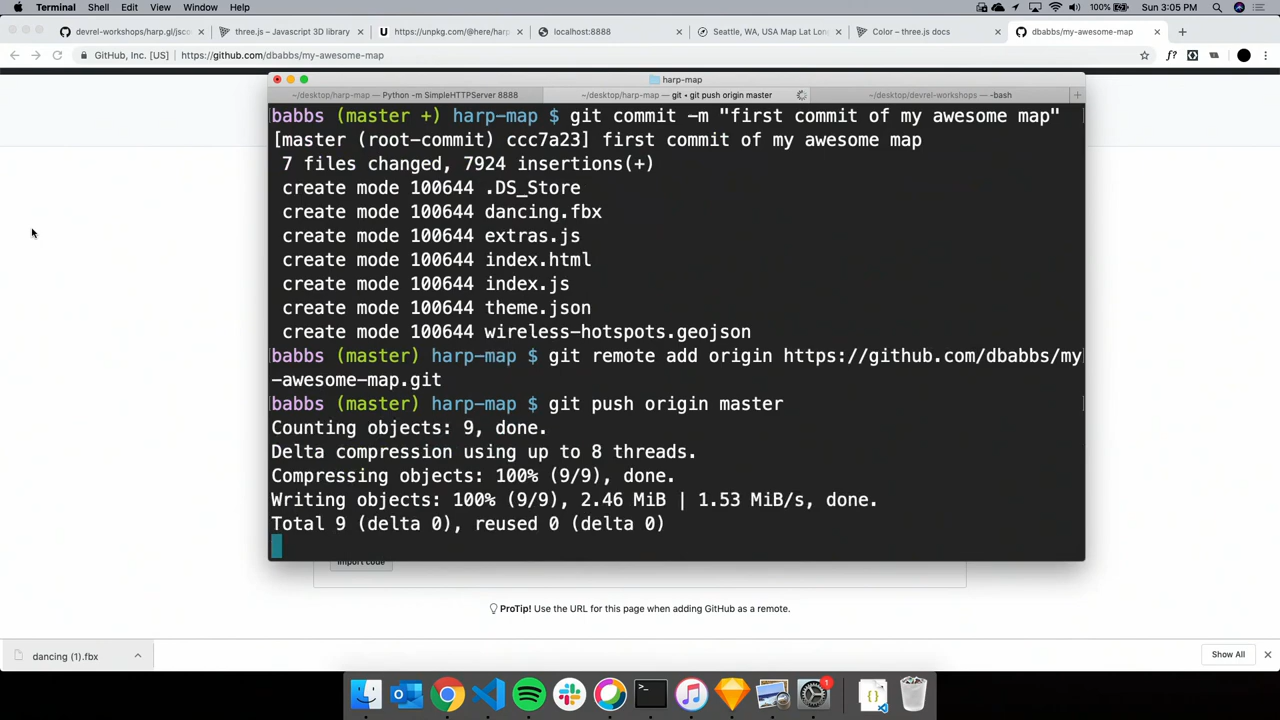 Terminal Shell Edit View Window Help 100% Sun 3:05 PM
devrel-workshops/harp.gl/jsco three.js – Javascript 3D library https://unpkg.com/@here/harp localhost:8888 Seattle, WA, USA Map Lat Lon Color – three.js docs dbabbs/my-awesome-map
GitHub, Inc. [US] https://github.com/dbabbs/my-awesome-map
harp-map
~/desktop/harp-map — Python -m SimpleHTTPServer 8888 ~/desktop/harp-map — git • git push origin master ~/desktop/devrel-workshops — -bash
babbs (master +) harp-map $ git commit -m "first commit of my awesome map"
[master (root-commit) ccc7a23] first commit of my awesome map
7 files changed, 7924 insertions(+)
create mode 100644 .DS_Store
create mode 100644 dancing.fbx
create mode 100644 extras.js
create mode 100644 index.html
create mode 100644 index.js
create mode 100644 theme.json
create mode 100644 wireless-hotspots.geojson
babbs (master) harp-map $ git remote add origin https://github.com/dbabbs/my
-awesome-map.git
babbs (master) harp-map $ git push origin master
Counting objects: 9, done.
Delta compression using up to 8 threads.
Compressing objects: 100% (9/9), done.
Writing objects: 100% (9/9), 2.46 MiB | 1.53 MiB/s, done.
Total 9 (delta 0), reused 0 (delta 0)
Import code
ProTip! Use the URL for this page when adding GitHub as a remote.
dancing (1).fbx Show All
1